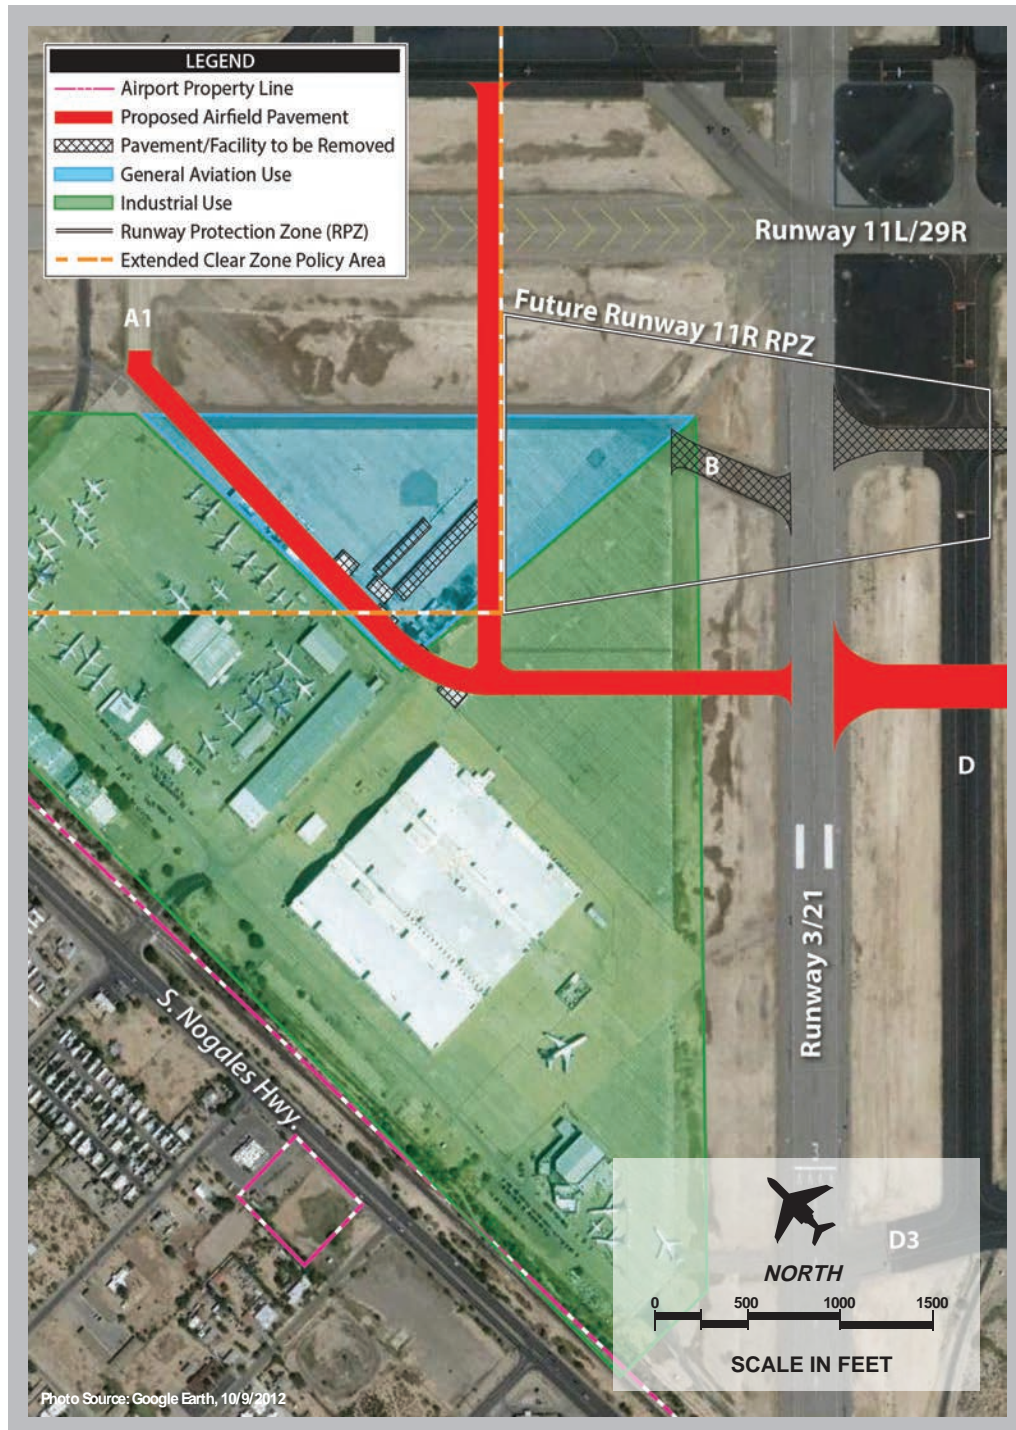 LEGEND
Airport Property Line
Proposed Airfield Pavement
Pavement/Facility to be Removed
General Aviation Use
Industrial Use
Runway Protection Zone (RPZ)
Extended Clear Zone Policy Area
Runway 11L/29R
Future Runway 11R RPZ
A1
B
D
Runway 3/21
S. Nogales Hwy.
D3
NORTH
0 500 1000 1500
SCALE IN FEET
Photo Source: Google Earth, 10/9/2012